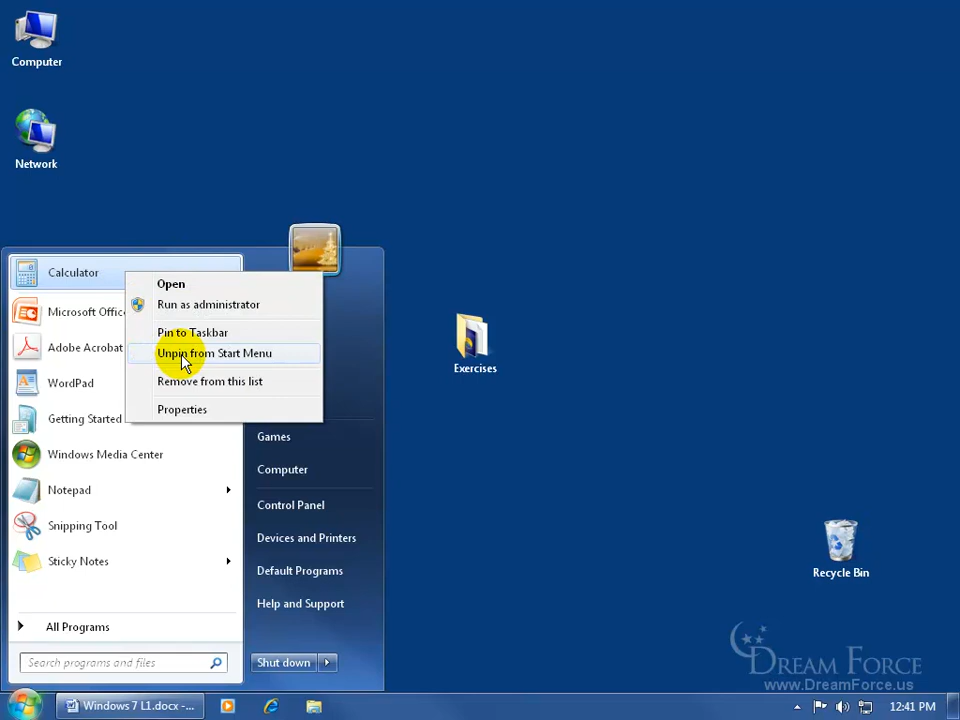 Computer
Network
Calculator
Microsoft Office
Adobe Acrobat
WordPad
Getting Started
Windows Media Center
Notepad
Snipping Tool
Sticky Notes
All Programs
Search programs and files
Open
Run as administrator
Pin to Taskbar
Unpin from Start Menu
Remove from this list
Properties
Games
Computer
Control Panel
Devices and Printers
Default Programs
Help and Support
Shut down
Exercises
Recycle Bin
DREAM FORCE
www.DreamForce.us
Windows 7 L1.docx -...
12:41 PM